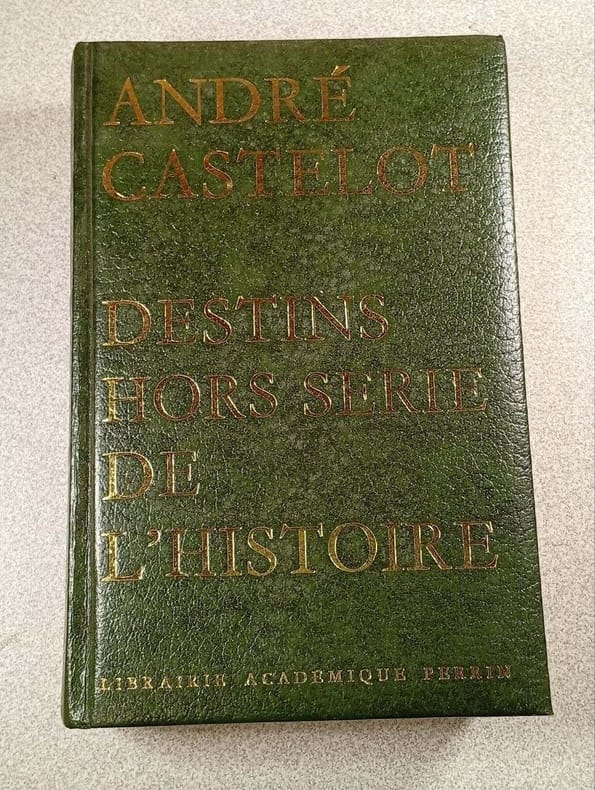 ANDRÉ
CASTELOT
DESTINS
HORS SERIE
DE
L'HISTOIRE
LIBRAIRIE ACADEMIQUE PERRIN